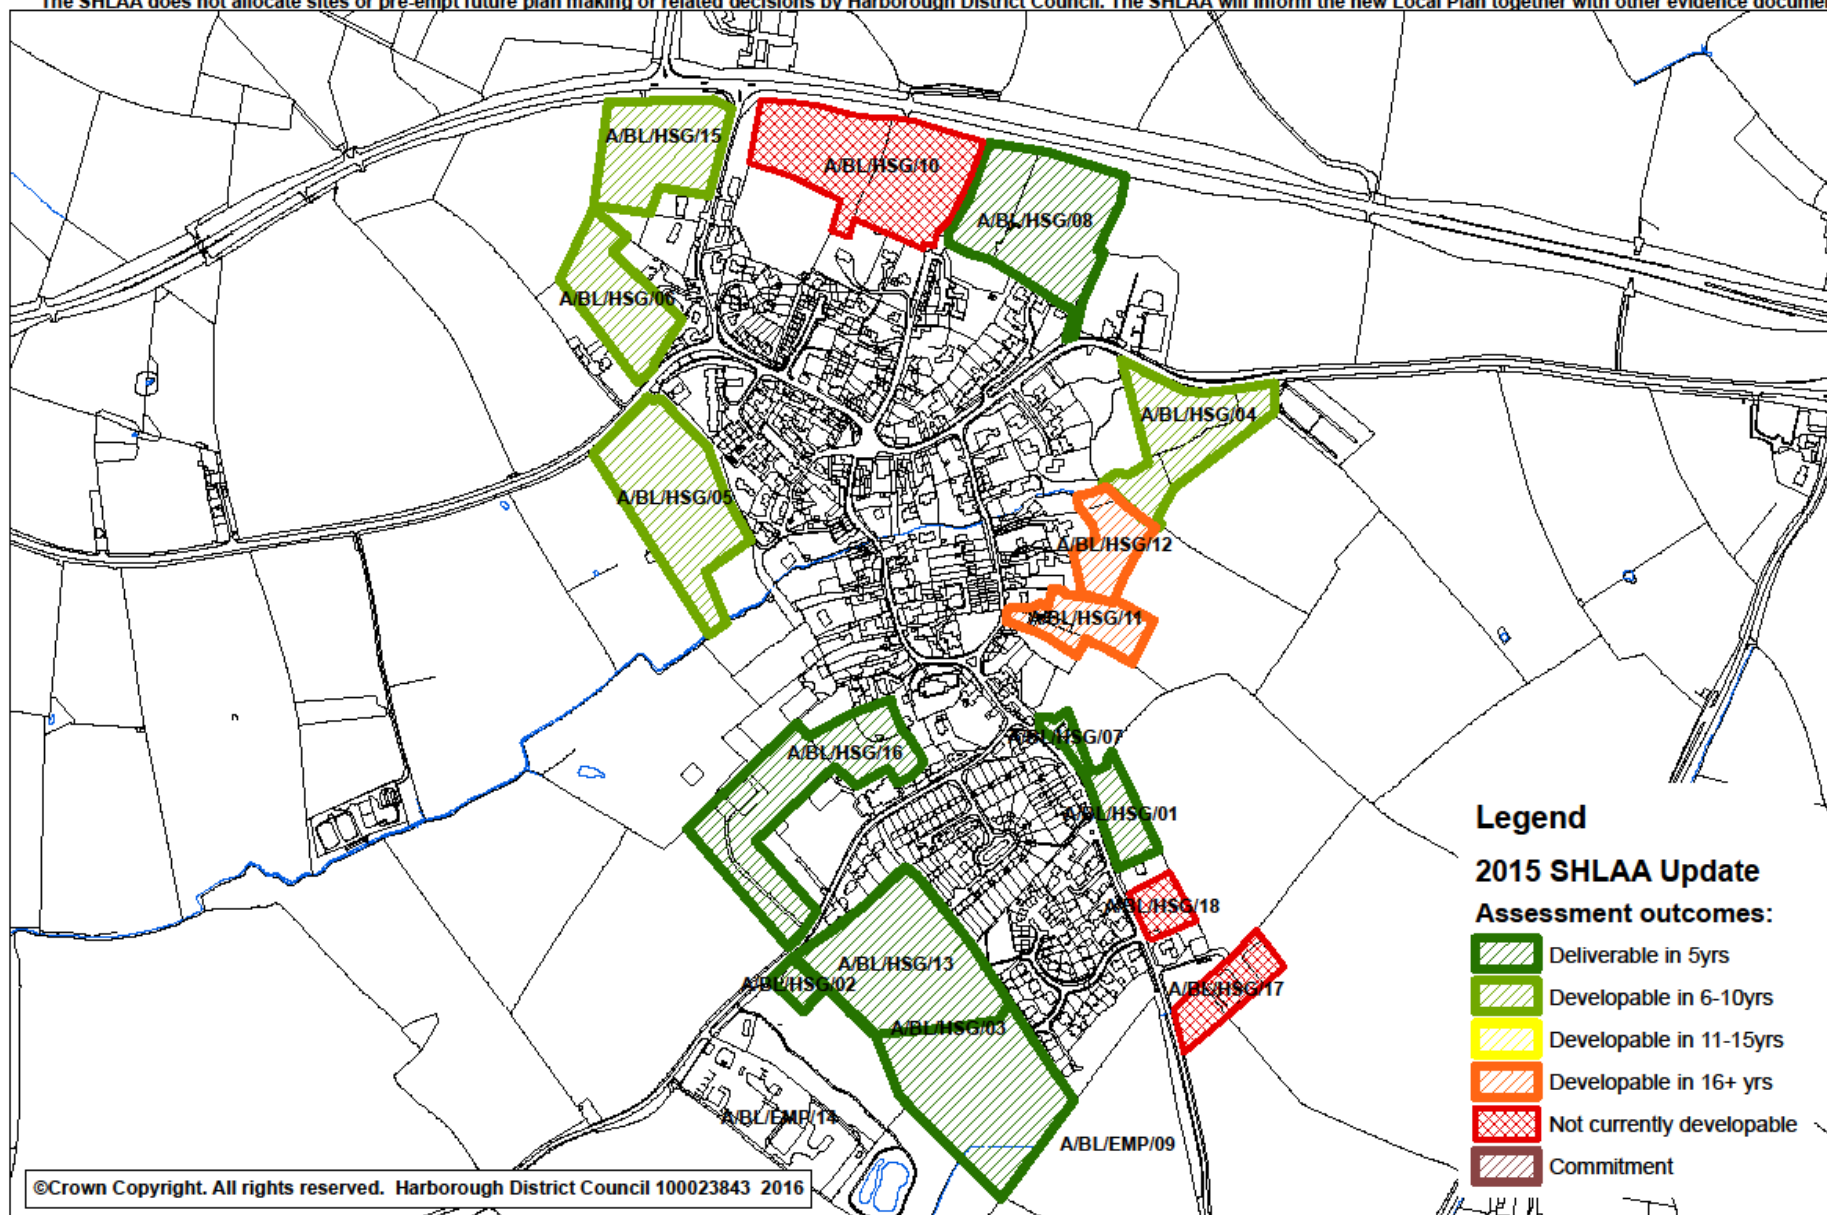 The SHLAA does not allocate sites or pre-empt future plan making or related decisions by Harborough District Council. The SHLAA will inform the new Local Plan together with other evidence
A/BL/HSG/15
A/BL/HSG/10
A/BL/HSG/08
A/BL/HSG/06
A/BL/HSG/04
A/BL/HSG/05
A/BL/HSG/12
A/BL/HSG/11
A/BL/HSG/07
A/BL/HSG/16
A/BL/HSG/01
A/BL/HSG/18
A/BL/HSG/13
A/BL/HSG/02
A/BL/HSG/17
A/BL/HSG/03
A/BL/EMP/14
A/BL/EMP/09
Legend
2015 SHLAA Update
Assessment outcomes:
Deliverable in 5yrs
Developable in 6-10yrs
Developable in 11-15yrs
Developable in 16+ yrs
Not currently developable
Commitment
©Crown Copyright. All rights reserved. Harborough District Council 100023843 2016